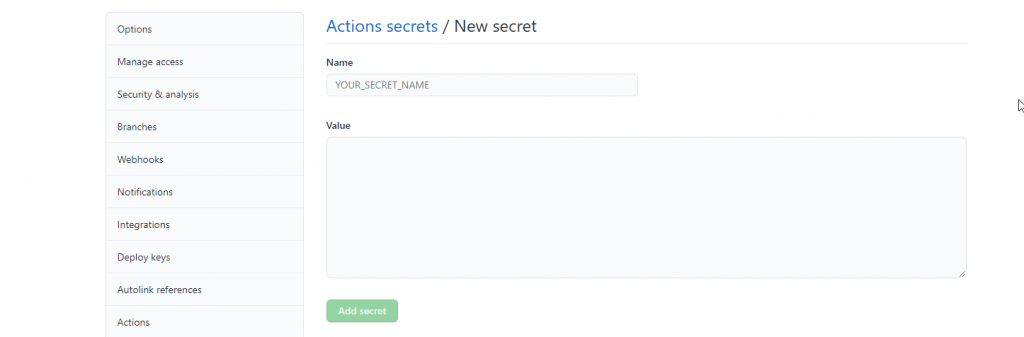 Options
Manage access
Security & analysis
Branches
Webhooks
Notifications
Integrations
Deploy keys
Autolink references
Actions
Actions secrets / New secret
Name
YOUR_SECRET_NAME
Value
Add secret